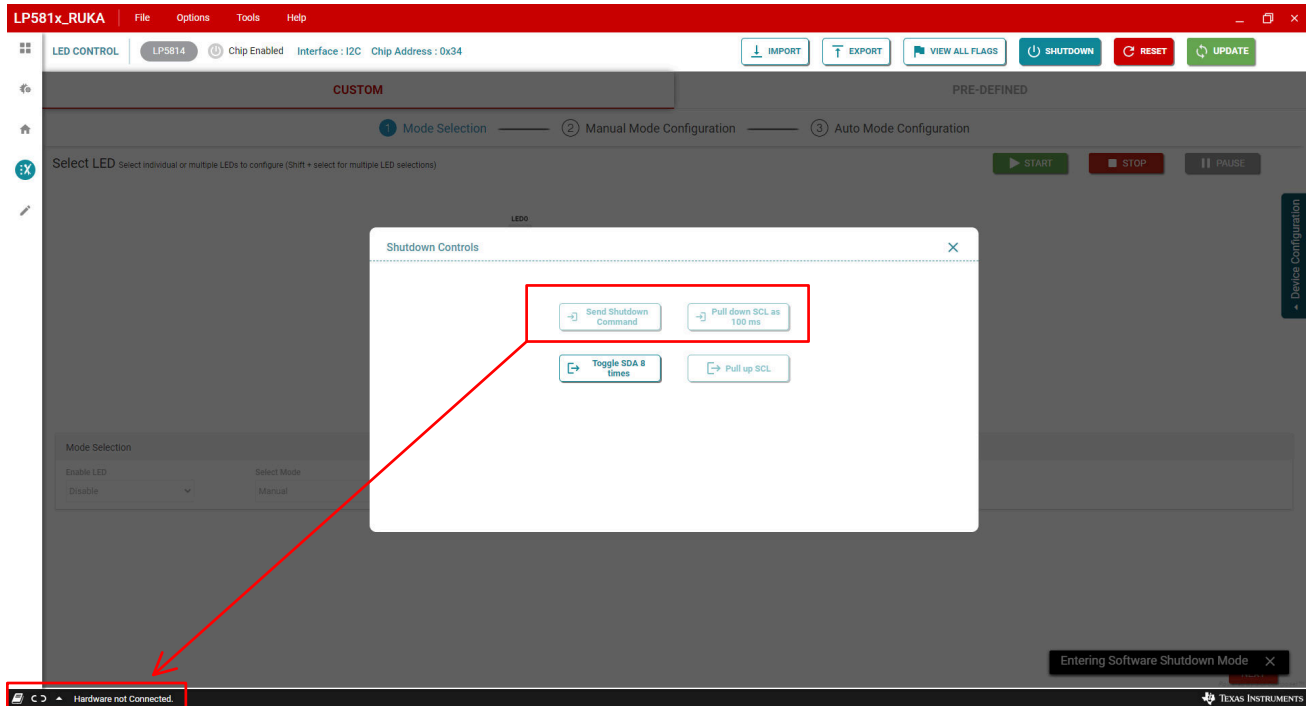 LP581x_RUKA File Options Tools Help
LED CONTROL LP5814 Chip Enabled Interface : I2C Chip Address : 0x34 IMPORT EXPORT VIEW ALL FLAGS SHUTDOWN RESET UPDATE
CUSTOM PRE-DEFINED
1 Mode Selection 2 Manual Mode Configuration 3 Auto Mode Configuration
Select LED Select individual or multiple LEDs to configure (Shift + select for multiple LED selections) START STOP PAUSE
LED0
Device Configuration
Shutdown Controls
Send Shutdown
Command
Pull down SCL as
100 ms
Toggle SDA 8
times
Pull up SCL
Mode Selection
Enable LED Select Mode
Disable Manual
Entering Software Shutdown Mode
Hardware not Connected. TEXAS INSTRUMENTS